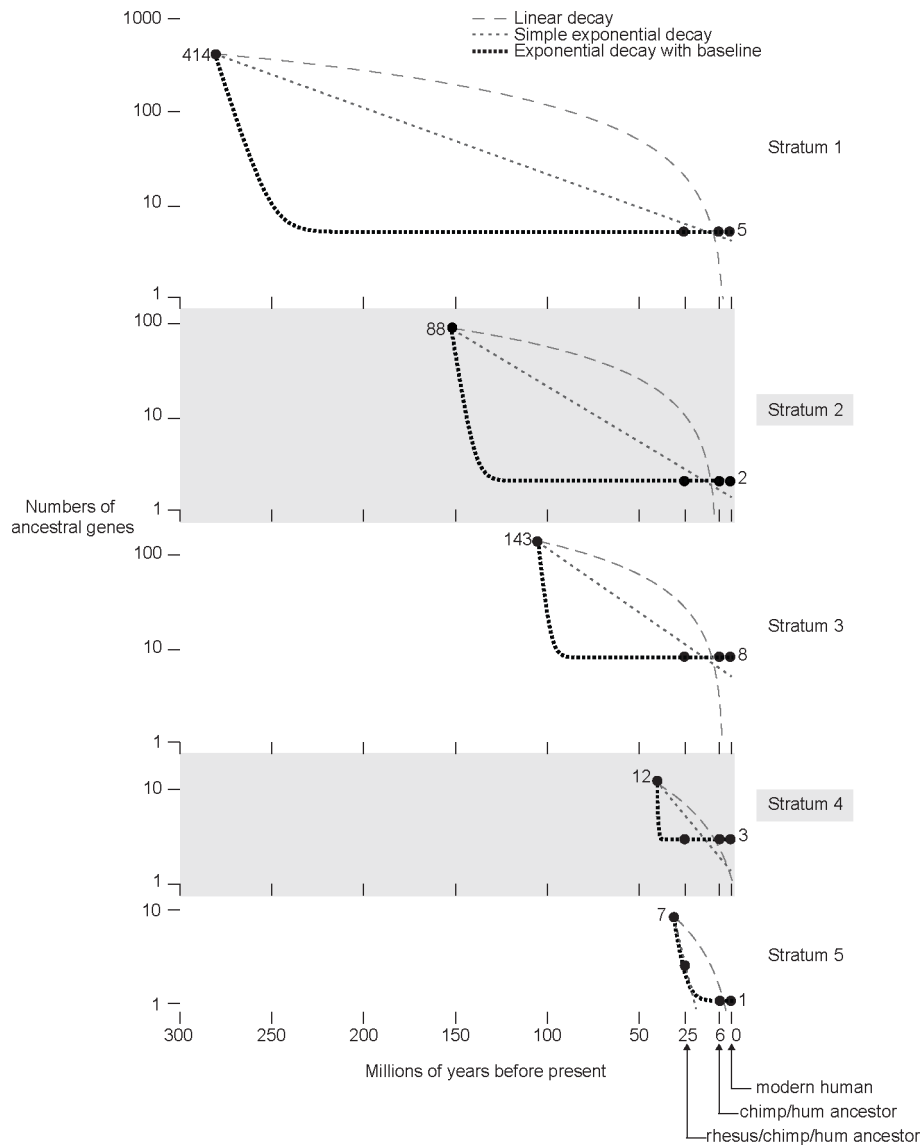 Linear decay
Simple exponential decay
Exponential decay with baseline
1000
414
100
10
5
1
Stratum 1
100
88
10
2
1
Stratum 2
Numbers of
ancestral genes
143
100
10
8
1
Stratum 3
12
10
3
1
Stratum 4
10
7
1
1
Stratum 5
300 250 200 150 100 50 25 6 0
Millions of years before present
modern human
chimp/hum ancestor
rhesus/chimp/hum ancestor